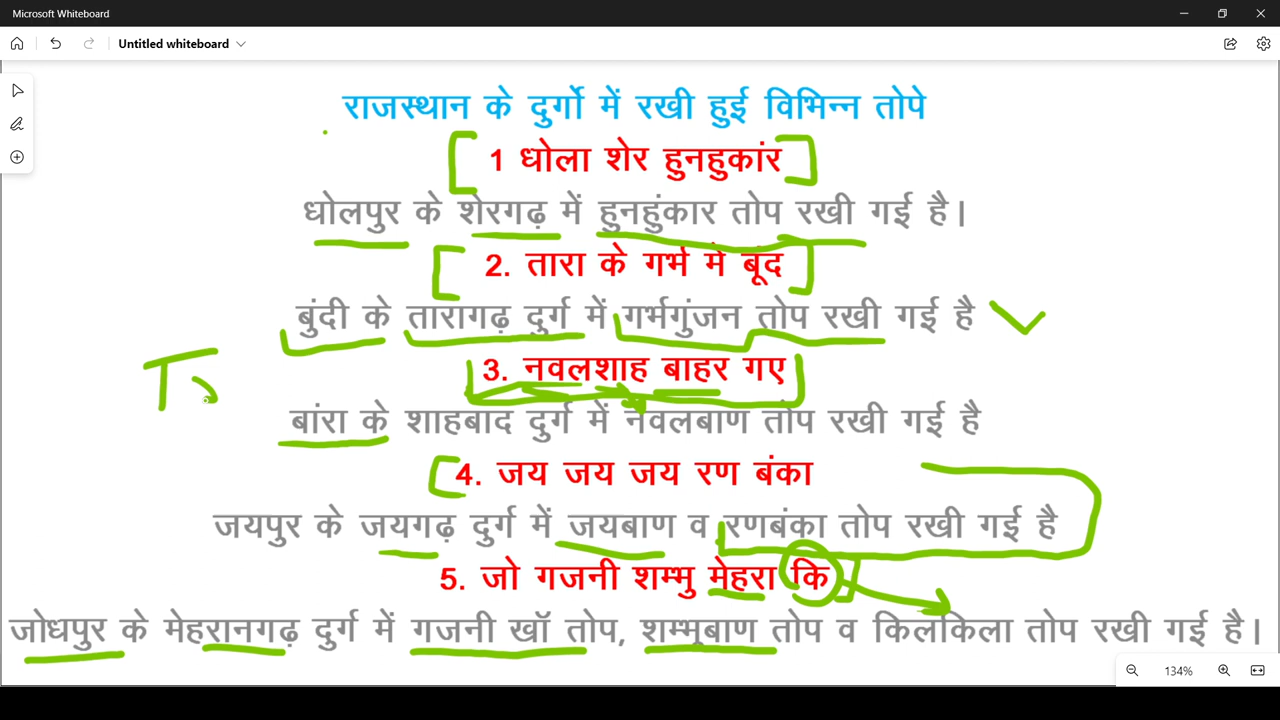 Microsoft Whiteboard
Untitled whiteboard
राजस्थान के दुर्गो में रखी हुई विभिन्न तोपे
1 धोला शेर हुनहुकांर
धोलपुर के शेरगढ़ में हुनहुंकार तोप रखी गई है।
2. तारा के गर्भ मे बूंद
बुंदी के तारागढ़ दुर्ग में गर्भगुंजन तोप रखी गई है
3. नवलशाह बाहर गए
बांरा के शाहबाद दुर्ग में नवलबाण तोप रखी गई है
4. जय जय जय रण बंका
जयपुर के जयगढ़ दुर्ग में जयबाण व रणबंका तोप रखी गई है
5. जो गजनी शम्भु मेहरा कि
जोधपुर के मेहरानगढ़ दुर्ग में गजनी खॉ तोप, शम्भुबाण तोप व किलकिला तोप रखी गई है।
134%